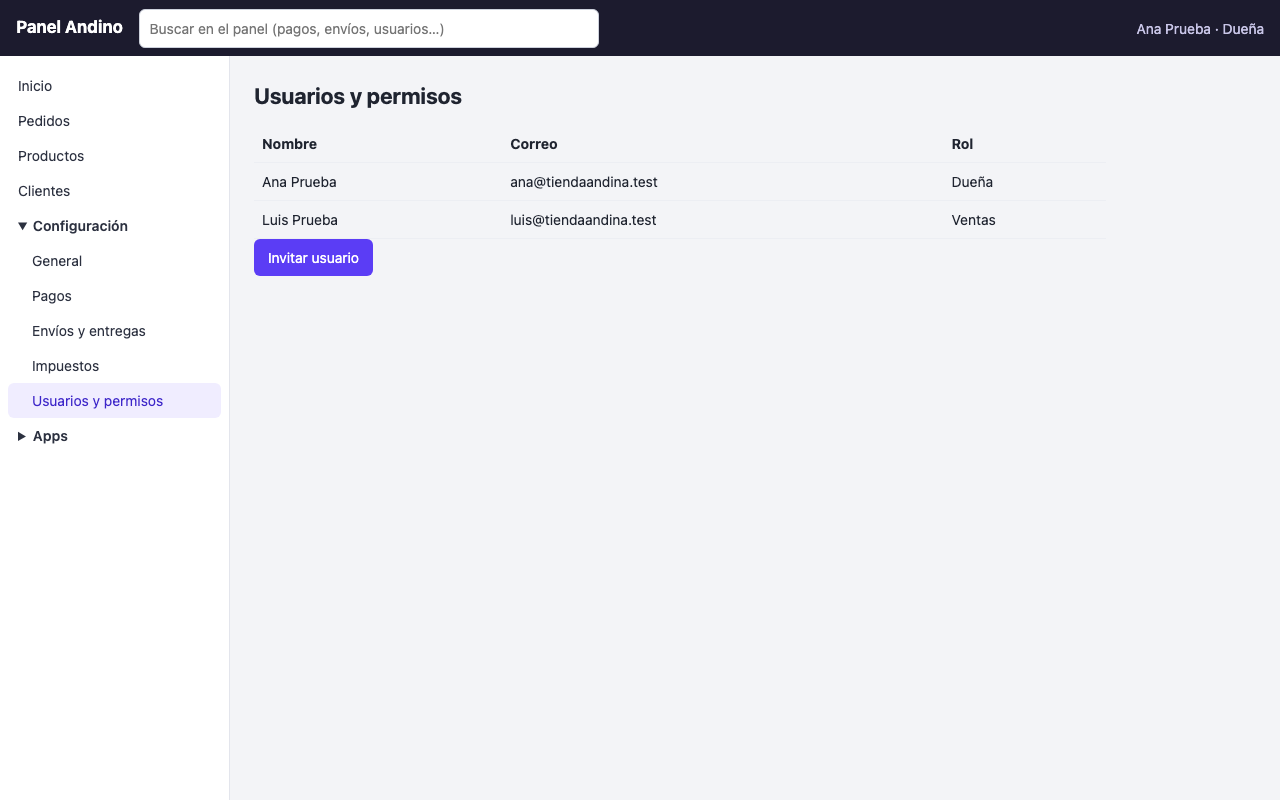 Panel Andino
Buscar en el panel (pagos, envíos, usuarios…)
Ana Prueba · Dueña
Inicio
Pedidos
Productos
Clientes
Configuración
General
Pagos
Envíos y entregas
Impuestos
Usuarios y permisos
Apps
Usuarios y permisos
Nombre Correo Rol
Ana Prueba ana@tiendaandina.test Dueña
Luis Prueba luis@tiendaandina.test Ventas
Invitar usuario